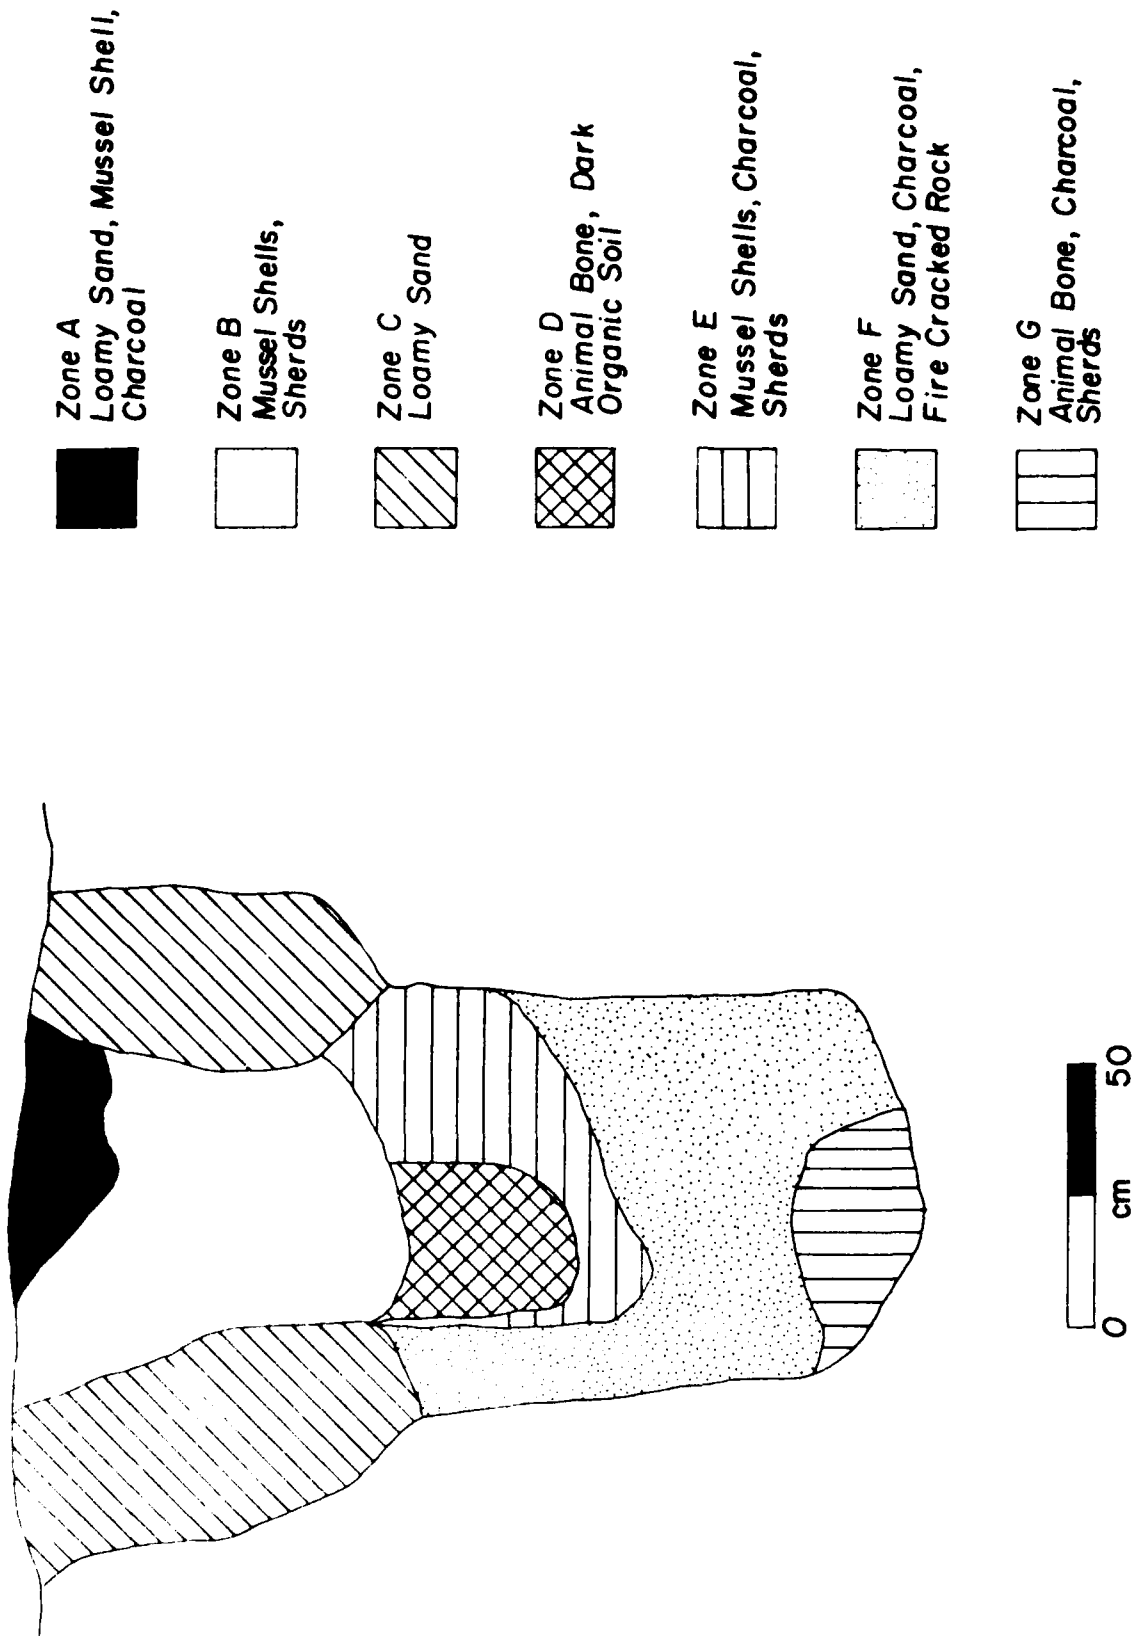 Zone A
Loamy Sand, Mussel Shell,
Charcoal
Zone B
Mussel Shells,
Sherds
Zone C
Loamy Sand
Zone D
Animal Bone, Dark
Organic Soil
Zone E
Mussel Shells, Charcoal,
Sherds
Zone F
Loamy Sand, Charcoal,
Fire Cracked Rock
Zone G
Animal Bone, Charcoal,
Sherds
0 cm 50